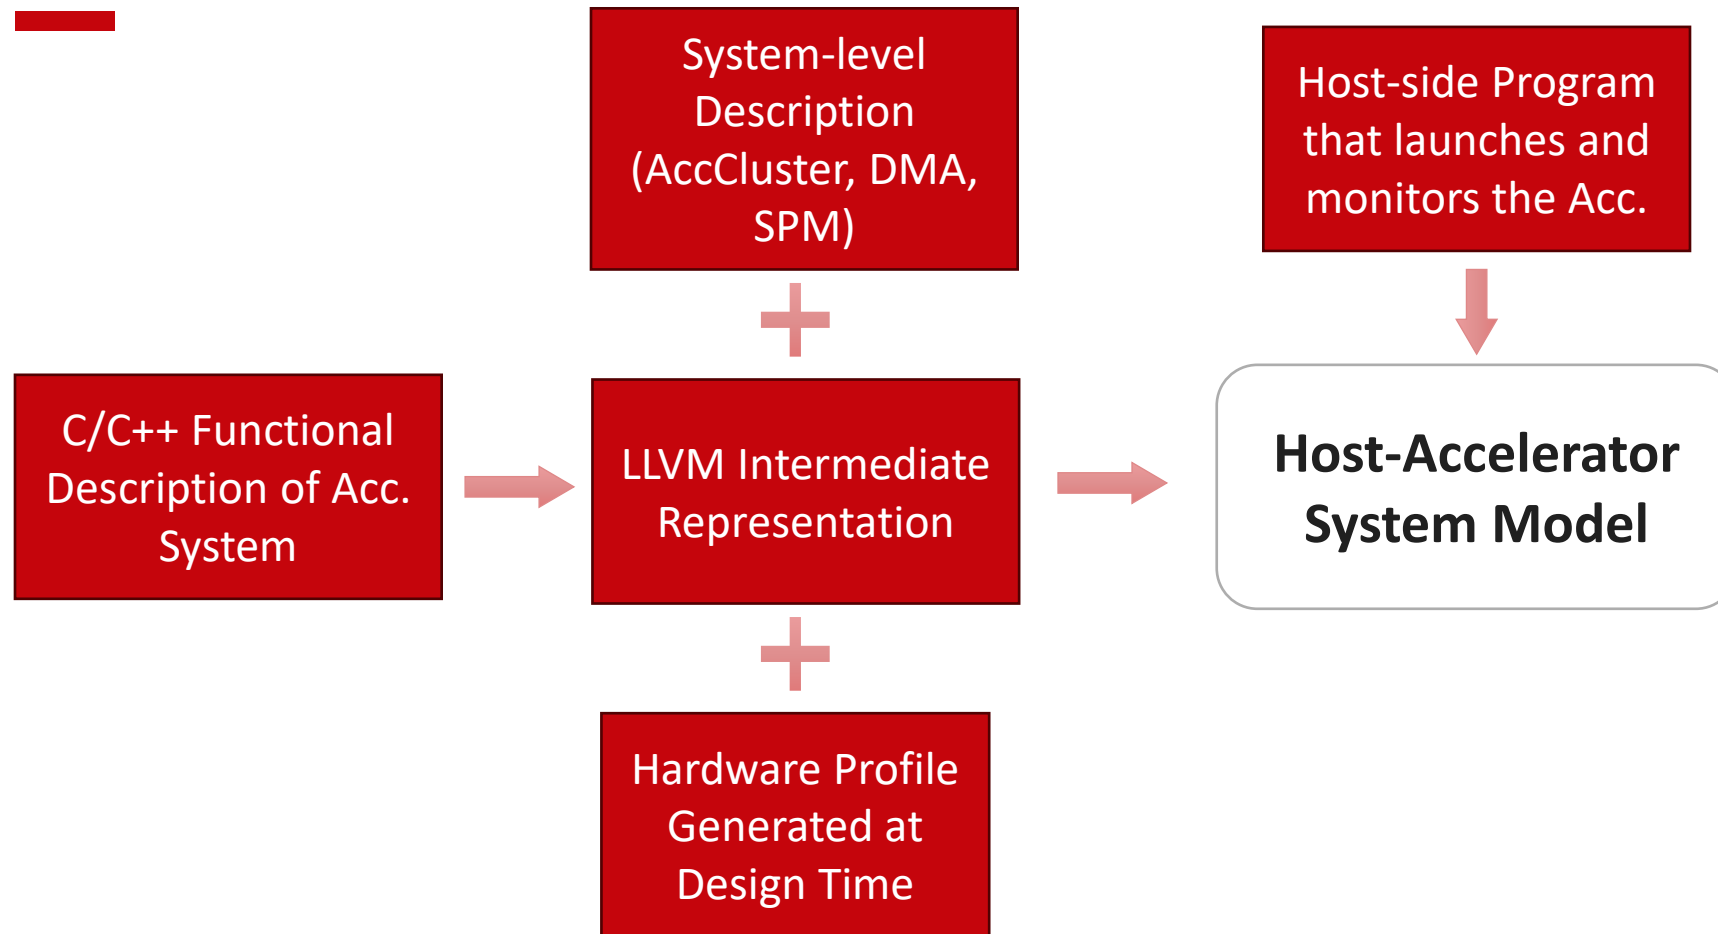 System-level
Description
(AccCluster, DMA,
SPM)
Host-side Program
that launches and
monitors the Acc.
C/C++ Functional
Description of Acc.
System
LLVM Intermediate
Representation
Host-Accelerator
System Model
Hardware Profile
Generated at
Design Time